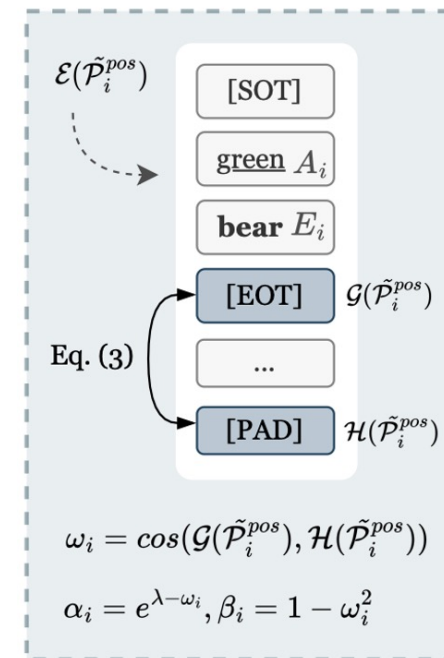 ℰ(𝒫̃ᵢᵖᵒˢ)
[SOT]
green Aᵢ
bear Eᵢ
[EOT] 𝒢(𝒫̃ᵢᵖᵒˢ)
Eq. (3)
...
[PAD] ℋ(𝒫̃ᵢᵖᵒˢ)
ωᵢ = cos(𝒢(𝒫̃ᵢᵖᵒˢ), ℋ(𝒫̃ᵢᵖᵒˢ))
αᵢ = e^{λ−ωᵢ}, βᵢ = 1 − ωᵢ²